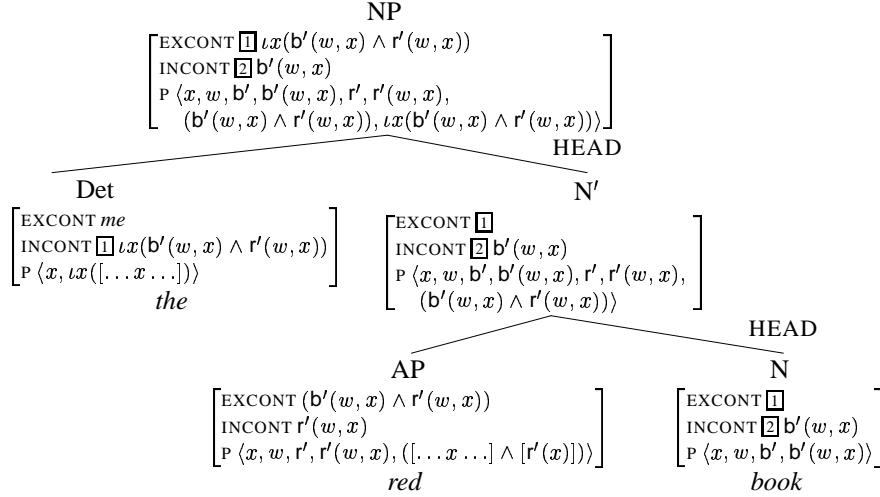 NP
EXCONT 1 ιx(b′(w, x) ∧ r′(w, x))
INCONT 2 b′(w, x)
P ⟨x, w, b′, b′(w, x), r′, r′(w, x),
(b′(w, x) ∧ r′(w, x)), ιx(b′(w, x) ∧ r′(w, x))⟩
HEAD
Det
EXCONT me
INCONT 1 ιx(b′(w, x) ∧ r′(w, x))
P ⟨x, ιx([. . . x . . .])⟩
the
N′
EXCONT 1
INCONT 2 b′(w, x)
P ⟨x, w, b′, b′(w, x), r′, r′(w, x),
(b′(w, x) ∧ r′(w, x))⟩
HEAD
AP
EXCONT (b′(w, x) ∧ r′(w, x))
INCONT r′(w, x)
P ⟨x, w, r′, r′(w, x), ([. . . x . . .] ∧ [r′(x)])⟩
red
N
EXCONT 1
INCONT 2 b′(w, x)
P ⟨x, w, b′, b′(w, x)⟩
book